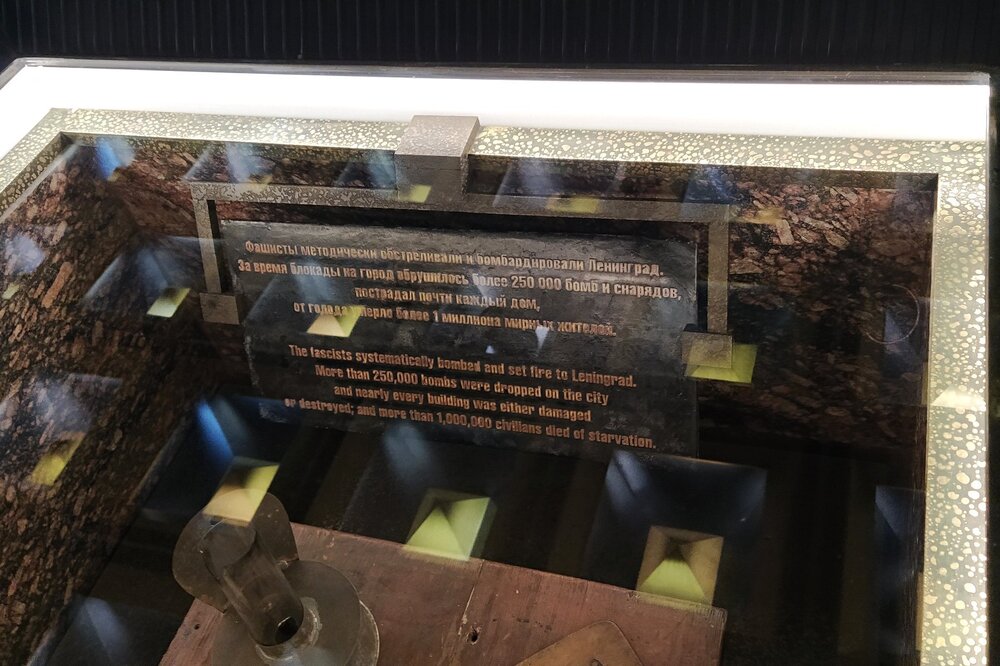 Фашисты методически обстреливали и бомбардировали Ленинград.
За время блокады на город обрушилось более 250 000 бомб и снарядов,
пострадал почти каждый дом,
от голода умерло более 1 миллиона мирных жителей.
The fascists systematically bombed and set fire to Leningrad.
More than 250,000 bombs were dropped on the city
and nearly every building was either damaged
or destroyed; and more than 1,000,000 civilians died of starvation.